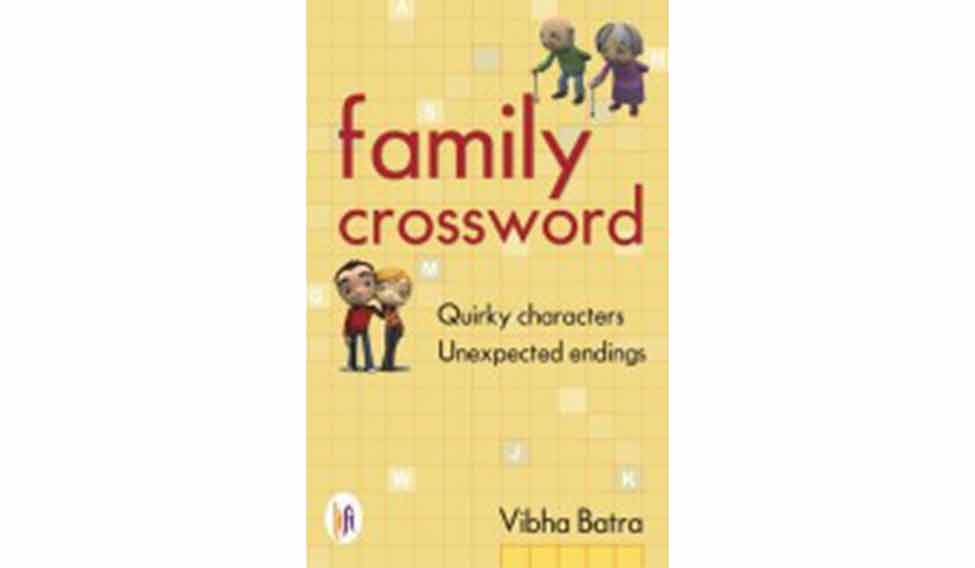 A
S
family
crossword
M
Quirky characters
Unexpected endings
J
W
K
Vibha Batra